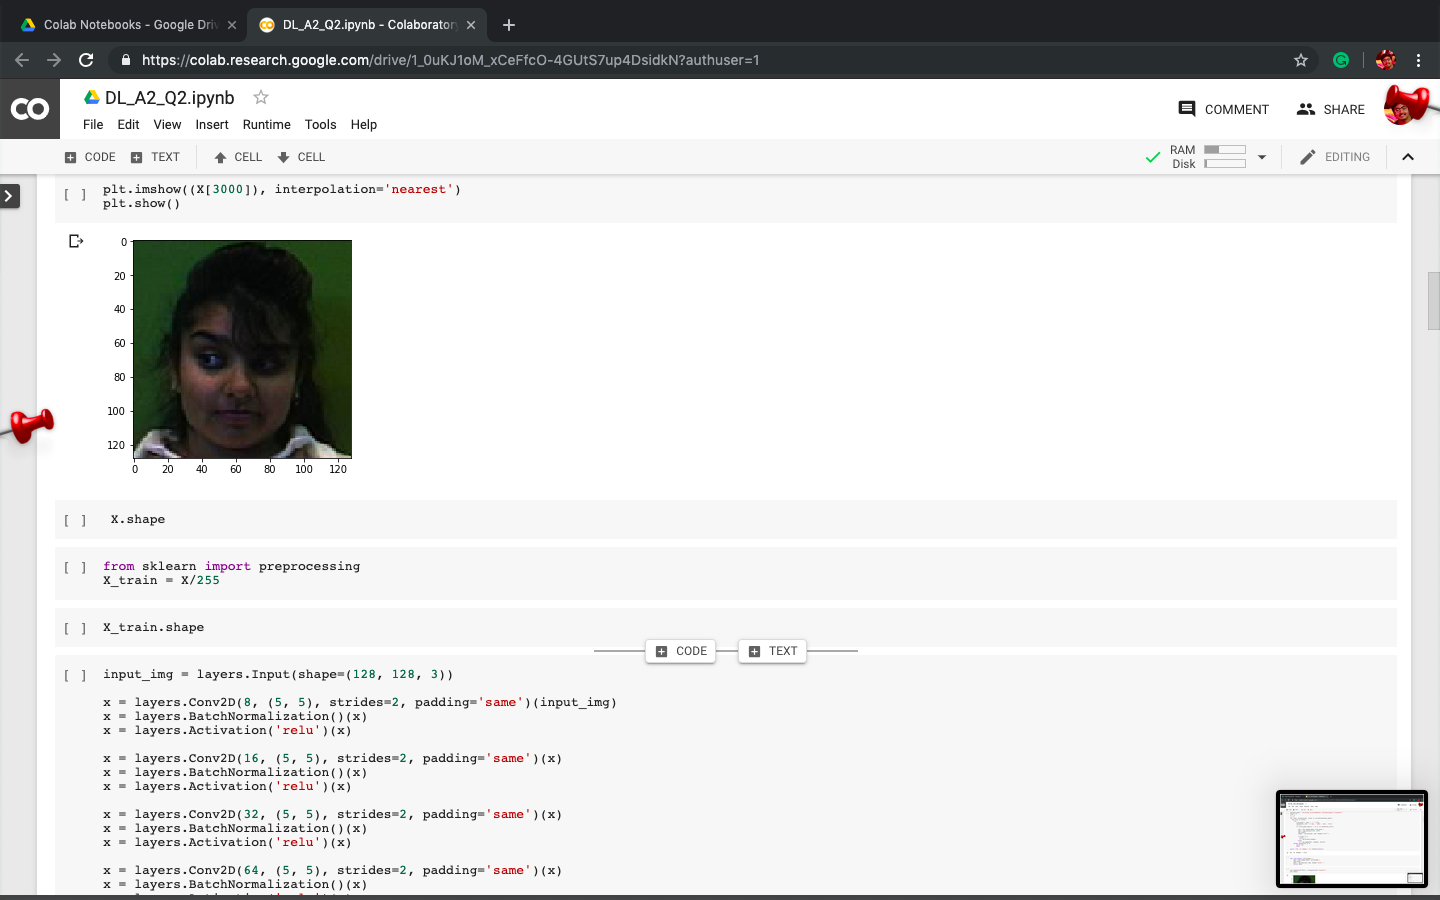 Colab Notebooks - Google Driv
DL_A2_Q2.ipynb - Colaboratory
https://colab.research.google.com/drive/1_0uKJ1oM_xCeFfcO-4GUtS7up4DsidkN?authuser=1
CO
DL_A2_Q2.ipynb
COMMENT
SHARE
File Edit View Insert Runtime Tools Help
CODE TEXT CELL CELL
RAM
Disk
EDITING
[ ] plt.imshow((X[3000]), interpolation='nearest')
plt.show()
0
20
40
60
80
100
120
0 20 40 60 80 100 120
[ ] X.shape
[ ] from sklearn import preprocessing
X_train = X/255
[ ] X_train.shape
CODE TEXT
[ ] input_img = layers.Input(shape=(128, 128, 3))
x = layers.Conv2D(8, (5, 5), strides=2, padding='same')(input_img)
x = layers.BatchNormalization()(x)
x = layers.Activation('relu')(x)
x = layers.Conv2D(16, (5, 5), strides=2, padding='same')(x)
x = layers.BatchNormalization()(x)
x = layers.Activation('relu')(x)
x = layers.Conv2D(32, (5, 5), strides=2, padding='same')(x)
x = layers.BatchNormalization()(x)
x = layers.Activation('relu')(x)
x = layers.Conv2D(64, (5, 5), strides=2, padding='same')(x)
x = layers.BatchNormalization()(x)